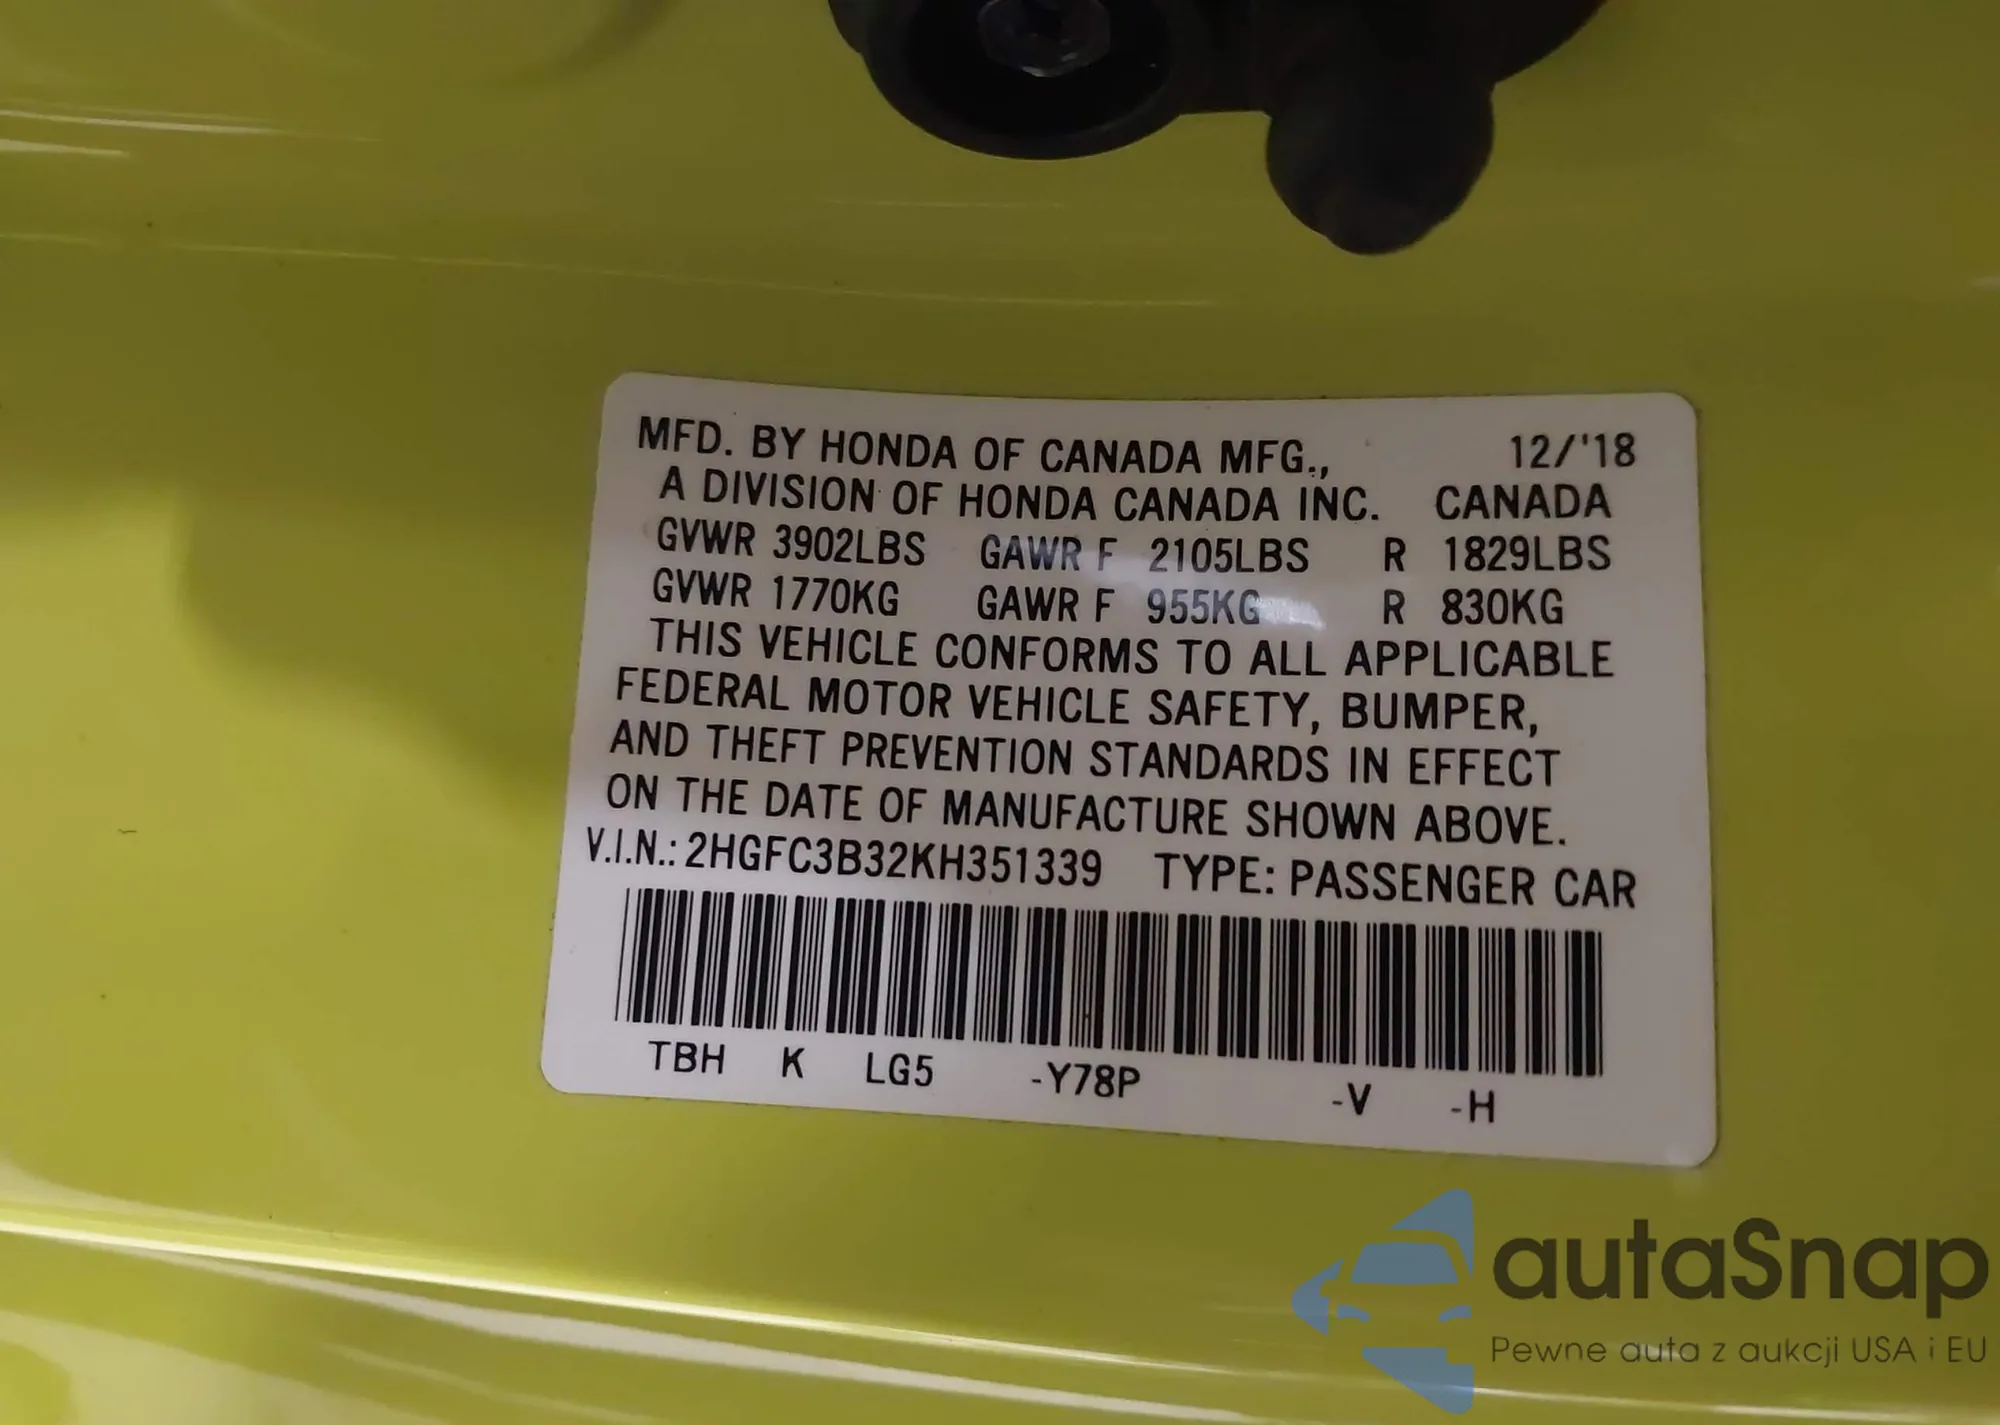 MFD. BY HONDA OF CANADA MFG., 12/'18
A DIVISION OF HONDA CANADA INC. CANADA
GVWR 3902LBS GAWR F 2105LBS R 1829LBS
GVWR 1770KG GAWR F 955KG R 830KG
THIS VEHICLE CONFORMS TO ALL APPLICABLE
FEDERAL MOTOR VEHICLE SAFETY, BUMPER,
AND THEFT PREVENTION STANDARDS IN EFFECT
ON THE DATE OF MANUFACTURE SHOWN ABOVE.
V.I.N.: 2HGFC3B32KH351339 TYPE: PASSENGER CAR
TBH K LG5 -Y78P -V -H
autaSnap
Pewne auta z aukcji USA i EU